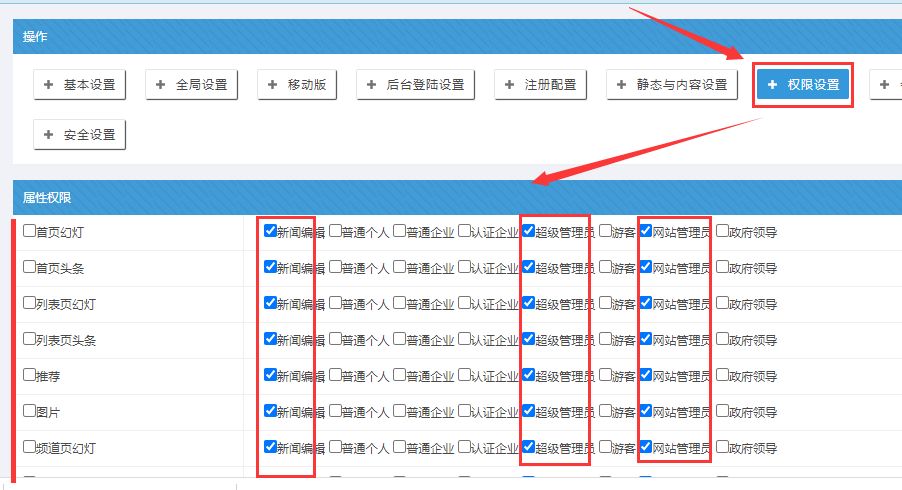 操作
基本设置 全局设置 移动版 后台登陆设置 注册配置 静态与内容设置 权限设置
安全设置
属性权限
首页幻灯 新闻编辑 普通个人 普通企业 认证企业 超级管理员 游客 网站管理员 政府领导
首页头条 新闻编辑 普通个人 普通企业 认证企业 超级管理员 游客 网站管理员 政府领导
列表页幻灯 新闻编辑 普通个人 普通企业 认证企业 超级管理员 游客 网站管理员 政府领导
列表页头条 新闻编辑 普通个人 普通企业 认证企业 超级管理员 游客 网站管理员 政府领导
推荐 新闻编辑 普通个人 普通企业 认证企业 超级管理员 游客 网站管理员 政府领导
图片 新闻编辑 普通个人 普通企业 认证企业 超级管理员 游客 网站管理员 政府领导
频道页幻灯 新闻编辑 普通个人 普通企业 认证企业 超级管理员 游客 网站管理员 政府领导